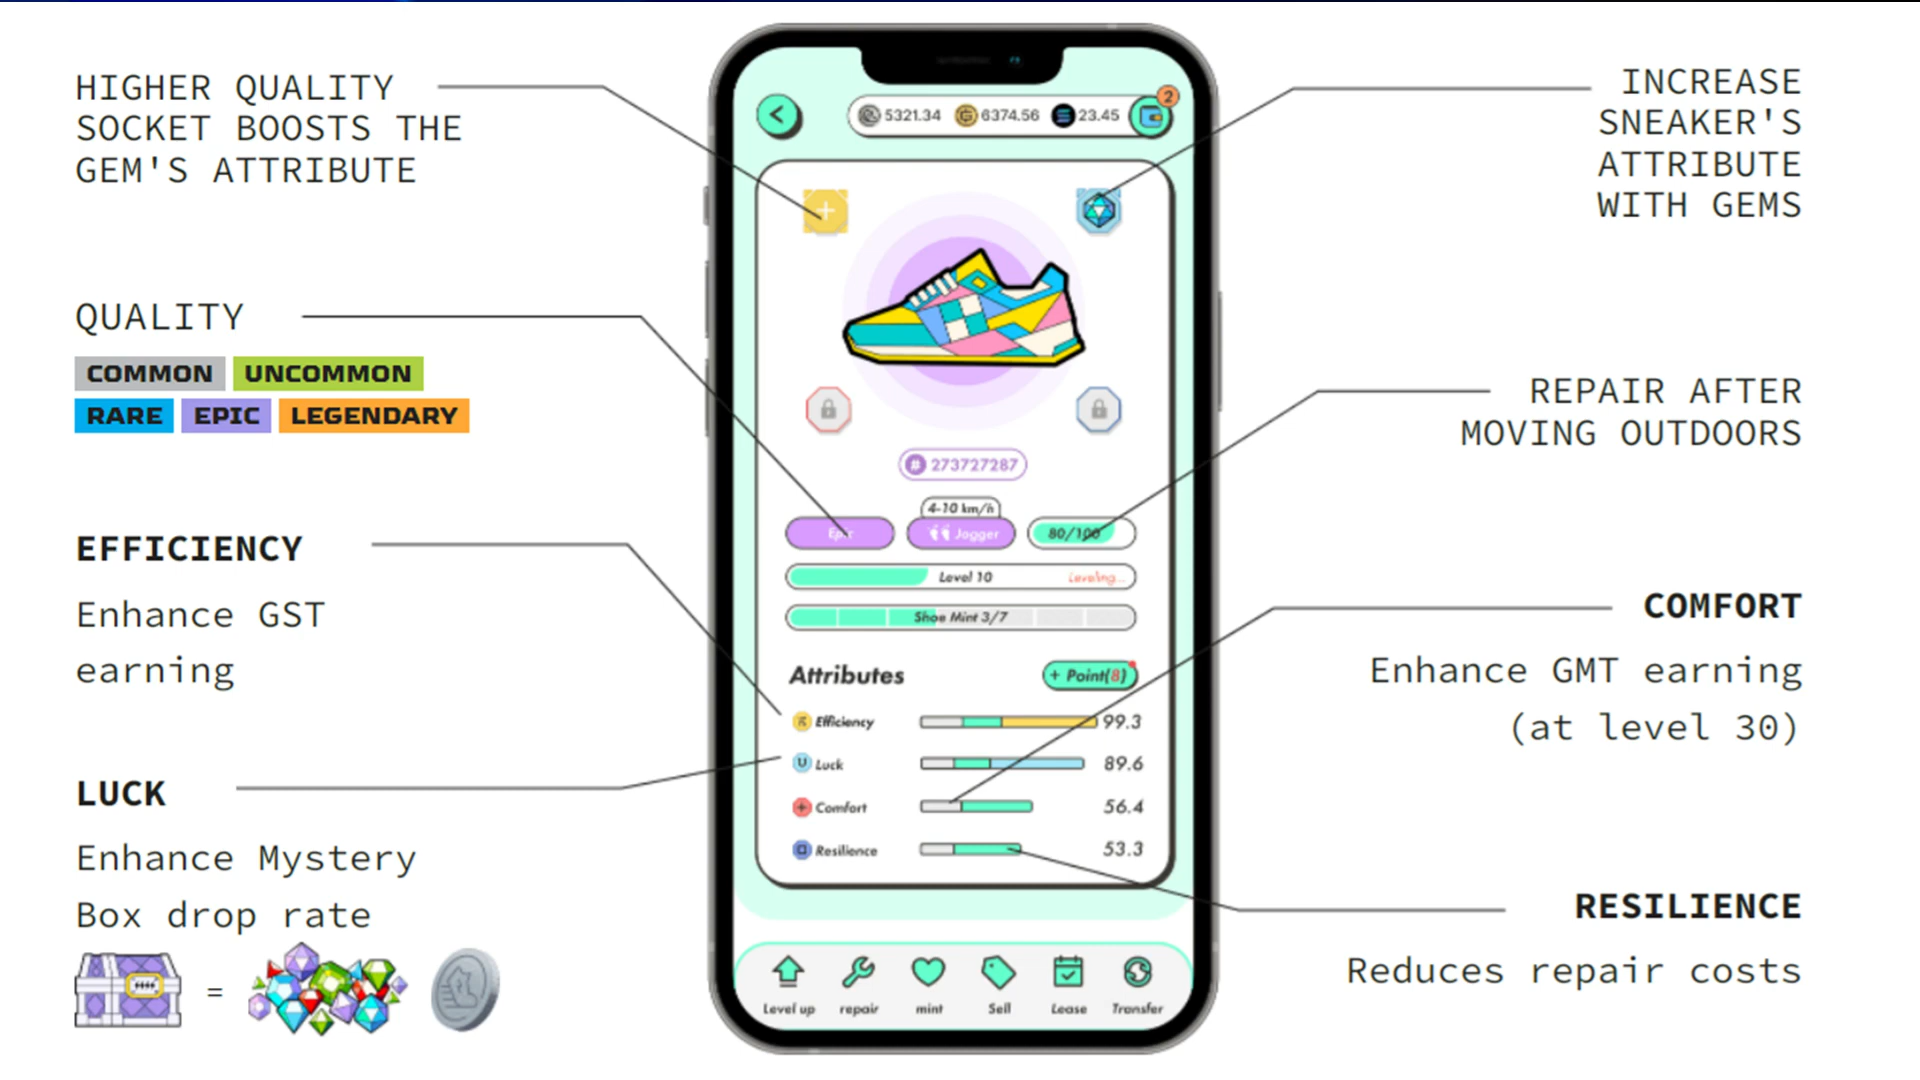 HIGHER QUALITY
SOCKET BOOSTS THE
GEM'S ATTRIBUTE
QUALITY
COMMON UNCOMMON
RARE EPIC LEGENDARY
EFFICIENCY
Enhance GST
earning
LUCK
Enhance Mystery
Box drop rate
=
5321.34 6374.56 23.45 2
# 273727287
4-10 km/h
Epic Jogger 80/100
Level 10 Leveling...
Shoe Mint 3/7
Attributes + Point(8)
Efficiency 99.3
Luck 89.6
Comfort 56.4
Resilience 53.3
Level up repair mint Sell Lease Transfer
INCREASE
SNEAKER'S
ATTRIBUTE
WITH GEMS
REPAIR AFTER
MOVING OUTDOORS
COMFORT
Enhance GMT earning
(at level 30)
RESILIENCE
Reduces repair costs